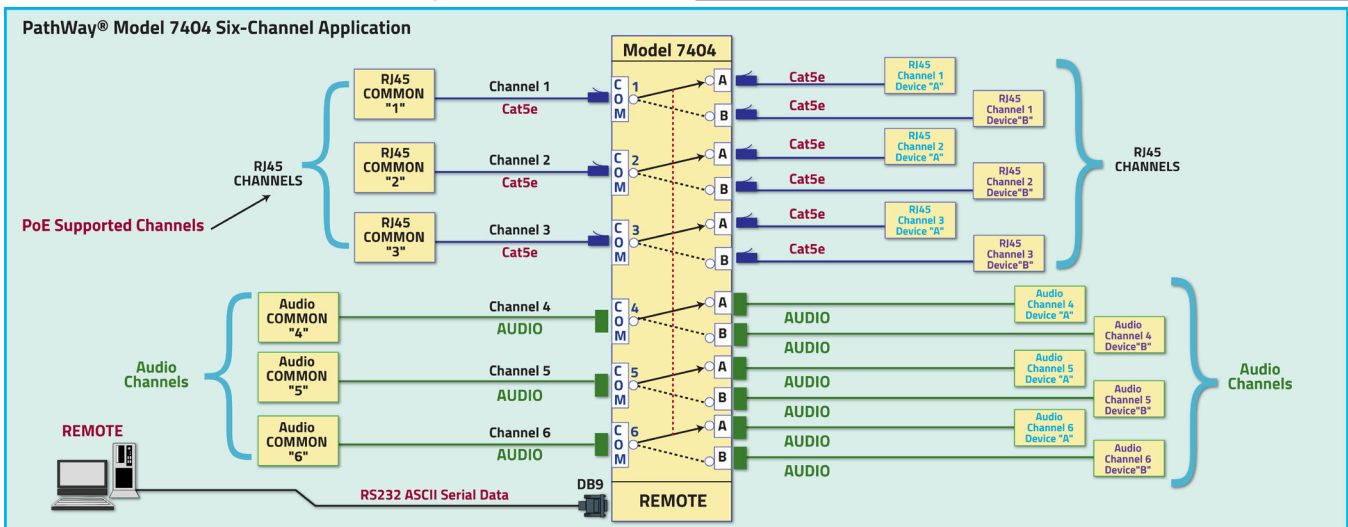 PathWay® Model 7404 Six-Channel Application
Model 7404
RJ45
CHANNELS
PoE Supported Channels
RJ45
COMMON
"1"
Channel 1
Cat5e
RJ45
COMMON
"2"
Channel 2
Cat5e
RJ45
COMMON
"3"
Channel 3
Cat5e
Audio
Channels
Audio
COMMON
"4"
Channel 4
AUDIO
Audio
COMMON
"5"
Channel 5
AUDIO
Audio
COMMON
"6"
Channel 6
AUDIO
REMOTE
RS232 ASCII Serial Data
DB9
REMOTE
C
O
M
1
A
B
C
O
M
2
A
B
C
O
M
3
A
B
C
O
M
4
A
B
C
O
M
5
A
B
C
O
M
6
A
B
Cat5e
RJ45
Channel 1
Device "A"
Cat5e
RJ45
Channel 1
Device"B"
Cat5e
RJ45
Channel 2
Device "A"
Cat5e
RJ45
Channel 2
Device"B"
Cat5e
RJ45
Channel 3
Device "A"
Cat5e
RJ45
Channel 3
Device"B"
RJ45
CHANNELS
AUDIO
Audio
Channel 4
Device "A"
AUDIO
Audio
Channel 4
Device"B"
AUDIO
Audio
Channel 5
Device "A"
AUDIO
Audio
Channel 5
Device"B"
AUDIO
Audio
Channel 6
Device "A"
AUDIO
Audio
Channel 6
Device"B"
Audio
Channels